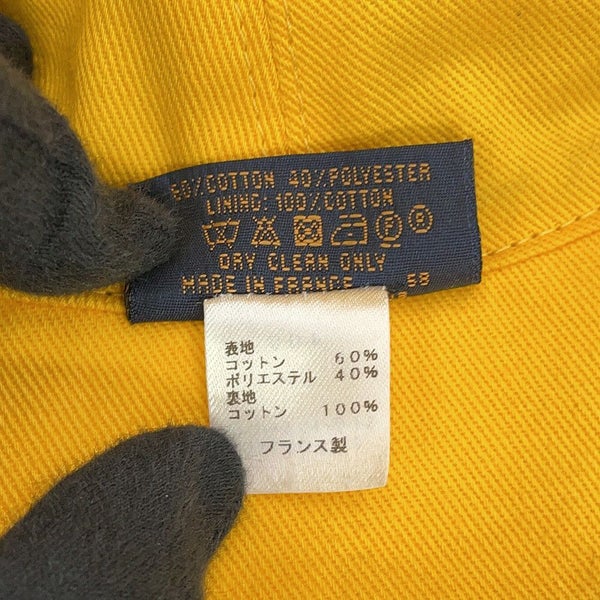 60% COTTON 40% POLYESTER
LINING: 100% COTTON
DRY CLEAN ONLY
MADE IN FRANCE 58
表地
コットン 60%
ポリエステル 40%
裏地
コットン 100%
フランス製